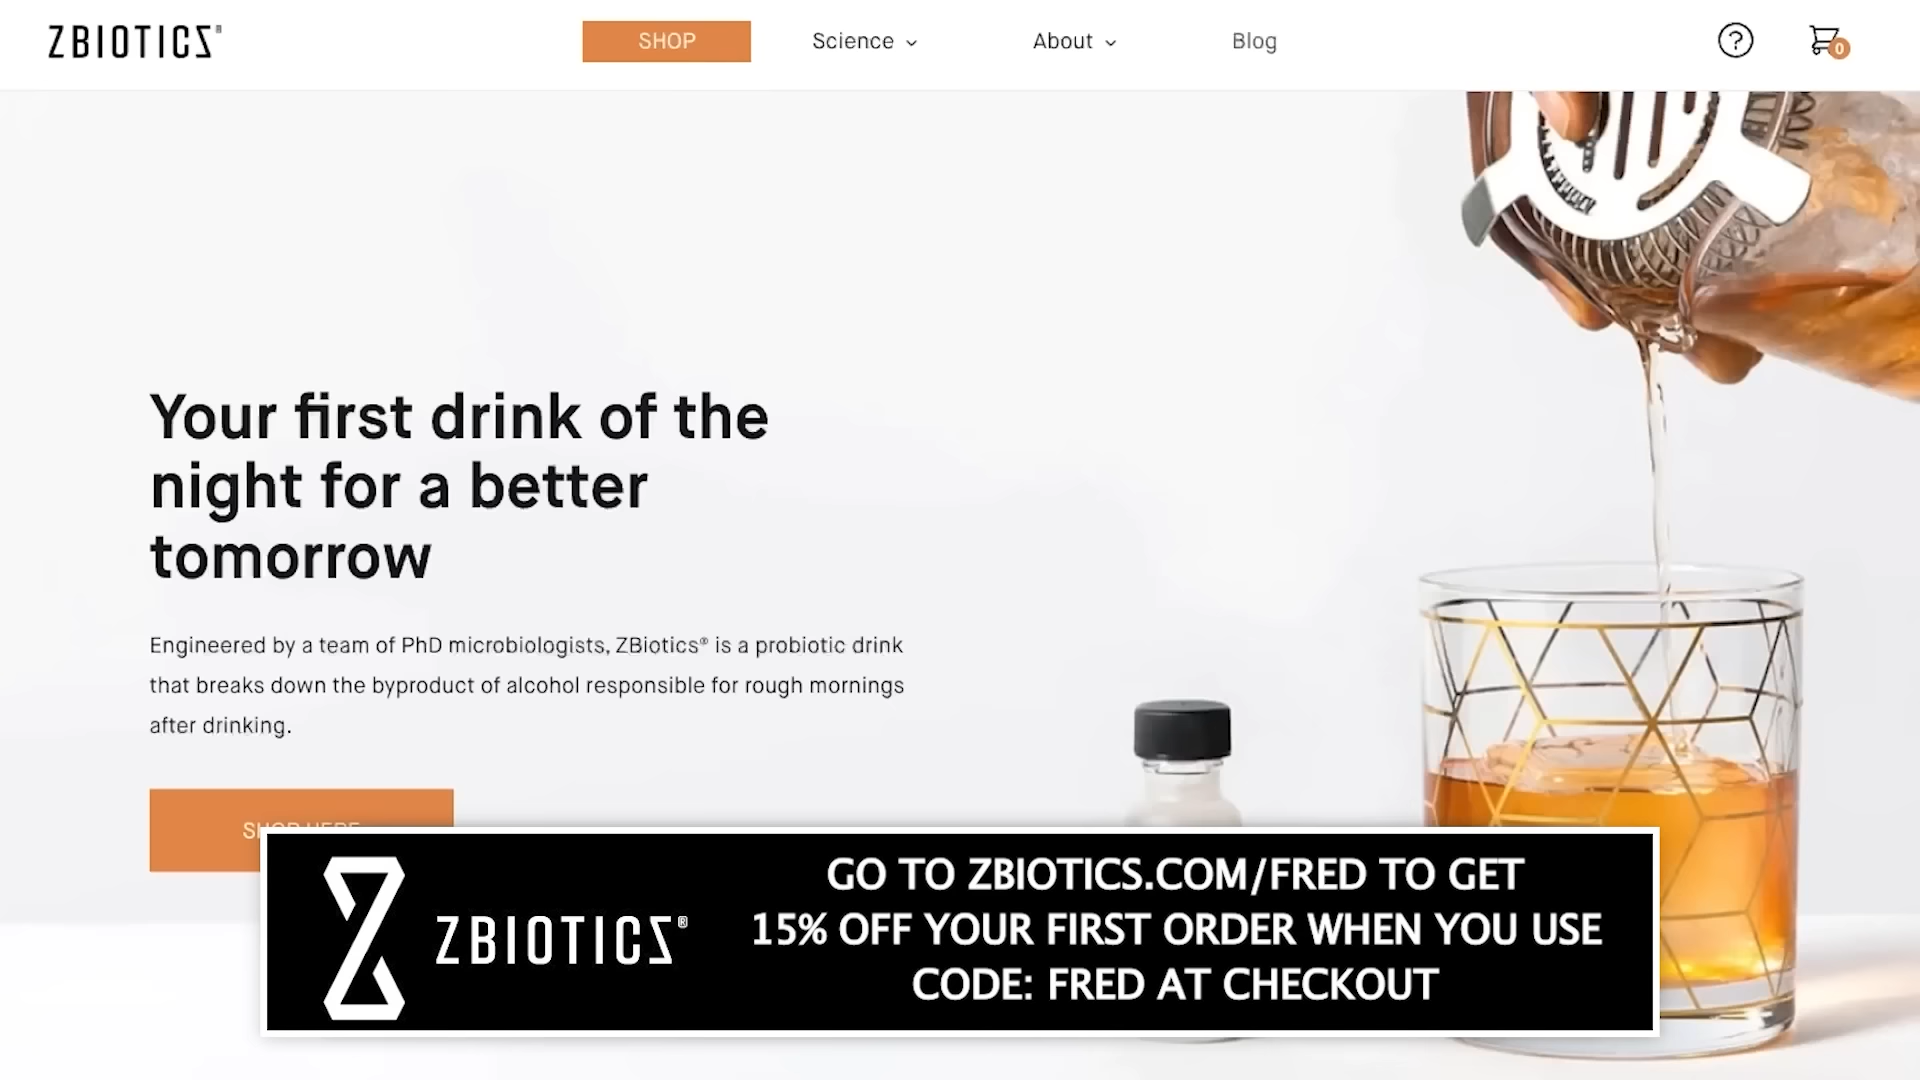 ZBIOTICS®
SHOP
Science
About
Blog
0
Your first drink of the
night for a better
tomorrow
Engineered by a team of PhD microbiologists, ZBiotics® is a probiotic drink
that breaks down the byproduct of alcohol responsible for rough mornings
after drinking.
SHOP HERE
ZBIOTICS®
GO TO ZBIOTICS.COM/FRED TO GET
15% OFF YOUR FIRST ORDER WHEN YOU USE
CODE: FRED AT CHECKOUT